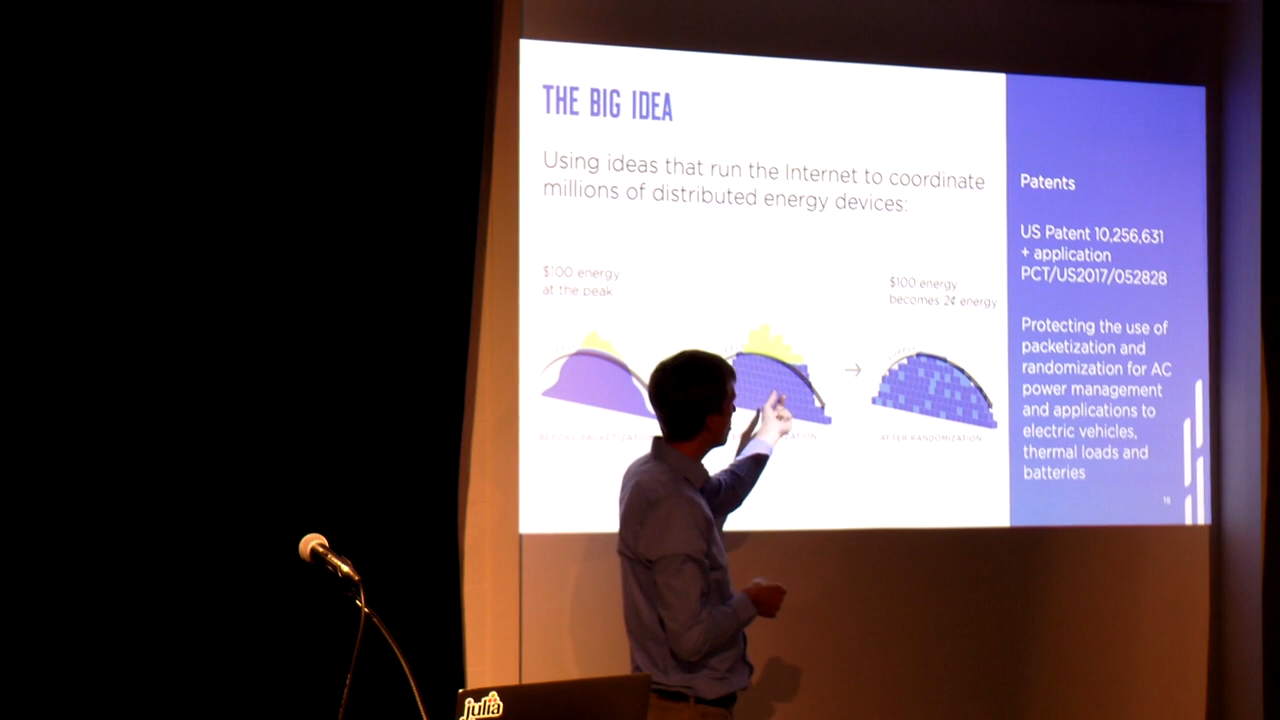 THE BIG IDEA
Using ideas that run the Internet to coordinate
millions of distributed energy devices:
$100 energy
at the peak
$100 energy
becomes 2¢ energy
BEFORE PACKETIZATION
AFTER RANDOMIZATION
Patents
US Patent 10,256,631
+ application
PCT/US2017/052828
Protecting the use of
packetization and
randomization for AC
power management
and applications to
electric vehicles,
thermal loads and
batteries
18
julia